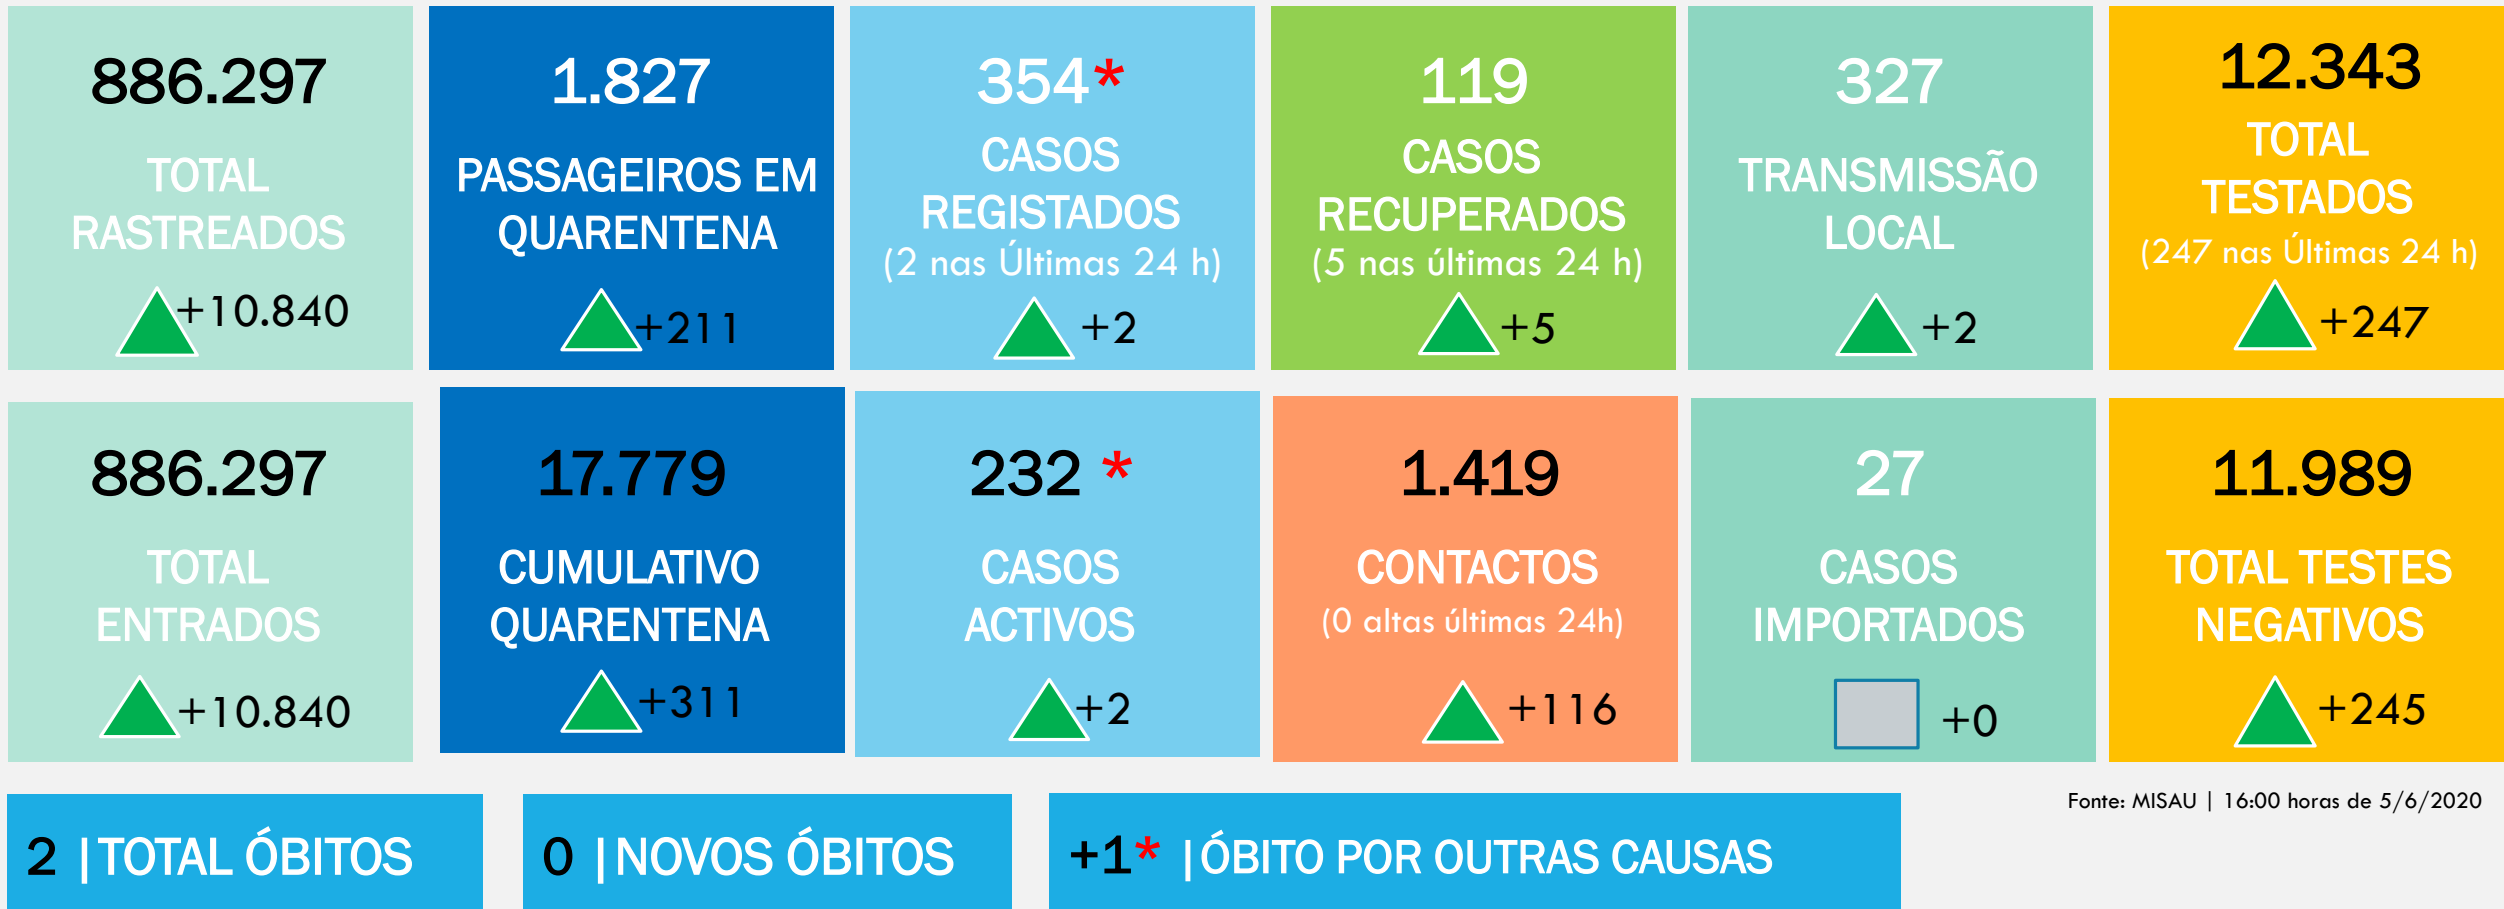 886.297
TOTAL
RASTREADOS
+10.840
1.827
PASSAGEIROS EM
QUARENTENA
+211
354*
CASOS
REGISTADOS
(2 nas Últimas 24 h)
+2
119
CASOS
RECUPERADOS
(5 nas últimas 24 h)
+5
327
TRANSMISSÃO
LOCAL
+2
12.343
TOTAL
TESTADOS
(247 nas Últimas 24 h)
+247
886.297
TOTAL
ENTRADOS
+10.840
17.779
CUMULATIVO
QUARENTENA
+311
232 *
CASOS
ACTIVOS
+2
1.419
CONTACTOS
(0 altas últimas 24h)
+116
27
CASOS
IMPORTADOS
+0
11.989
TOTAL TESTES
NEGATIVOS
+245
Fonte: MISAU | 16:00 horas de 5/6/2020
2 |TOTAL ÓBITOS
0 |NOVOS ÓBITOS
+1* |ÓBITO POR OUTRAS CAUSAS